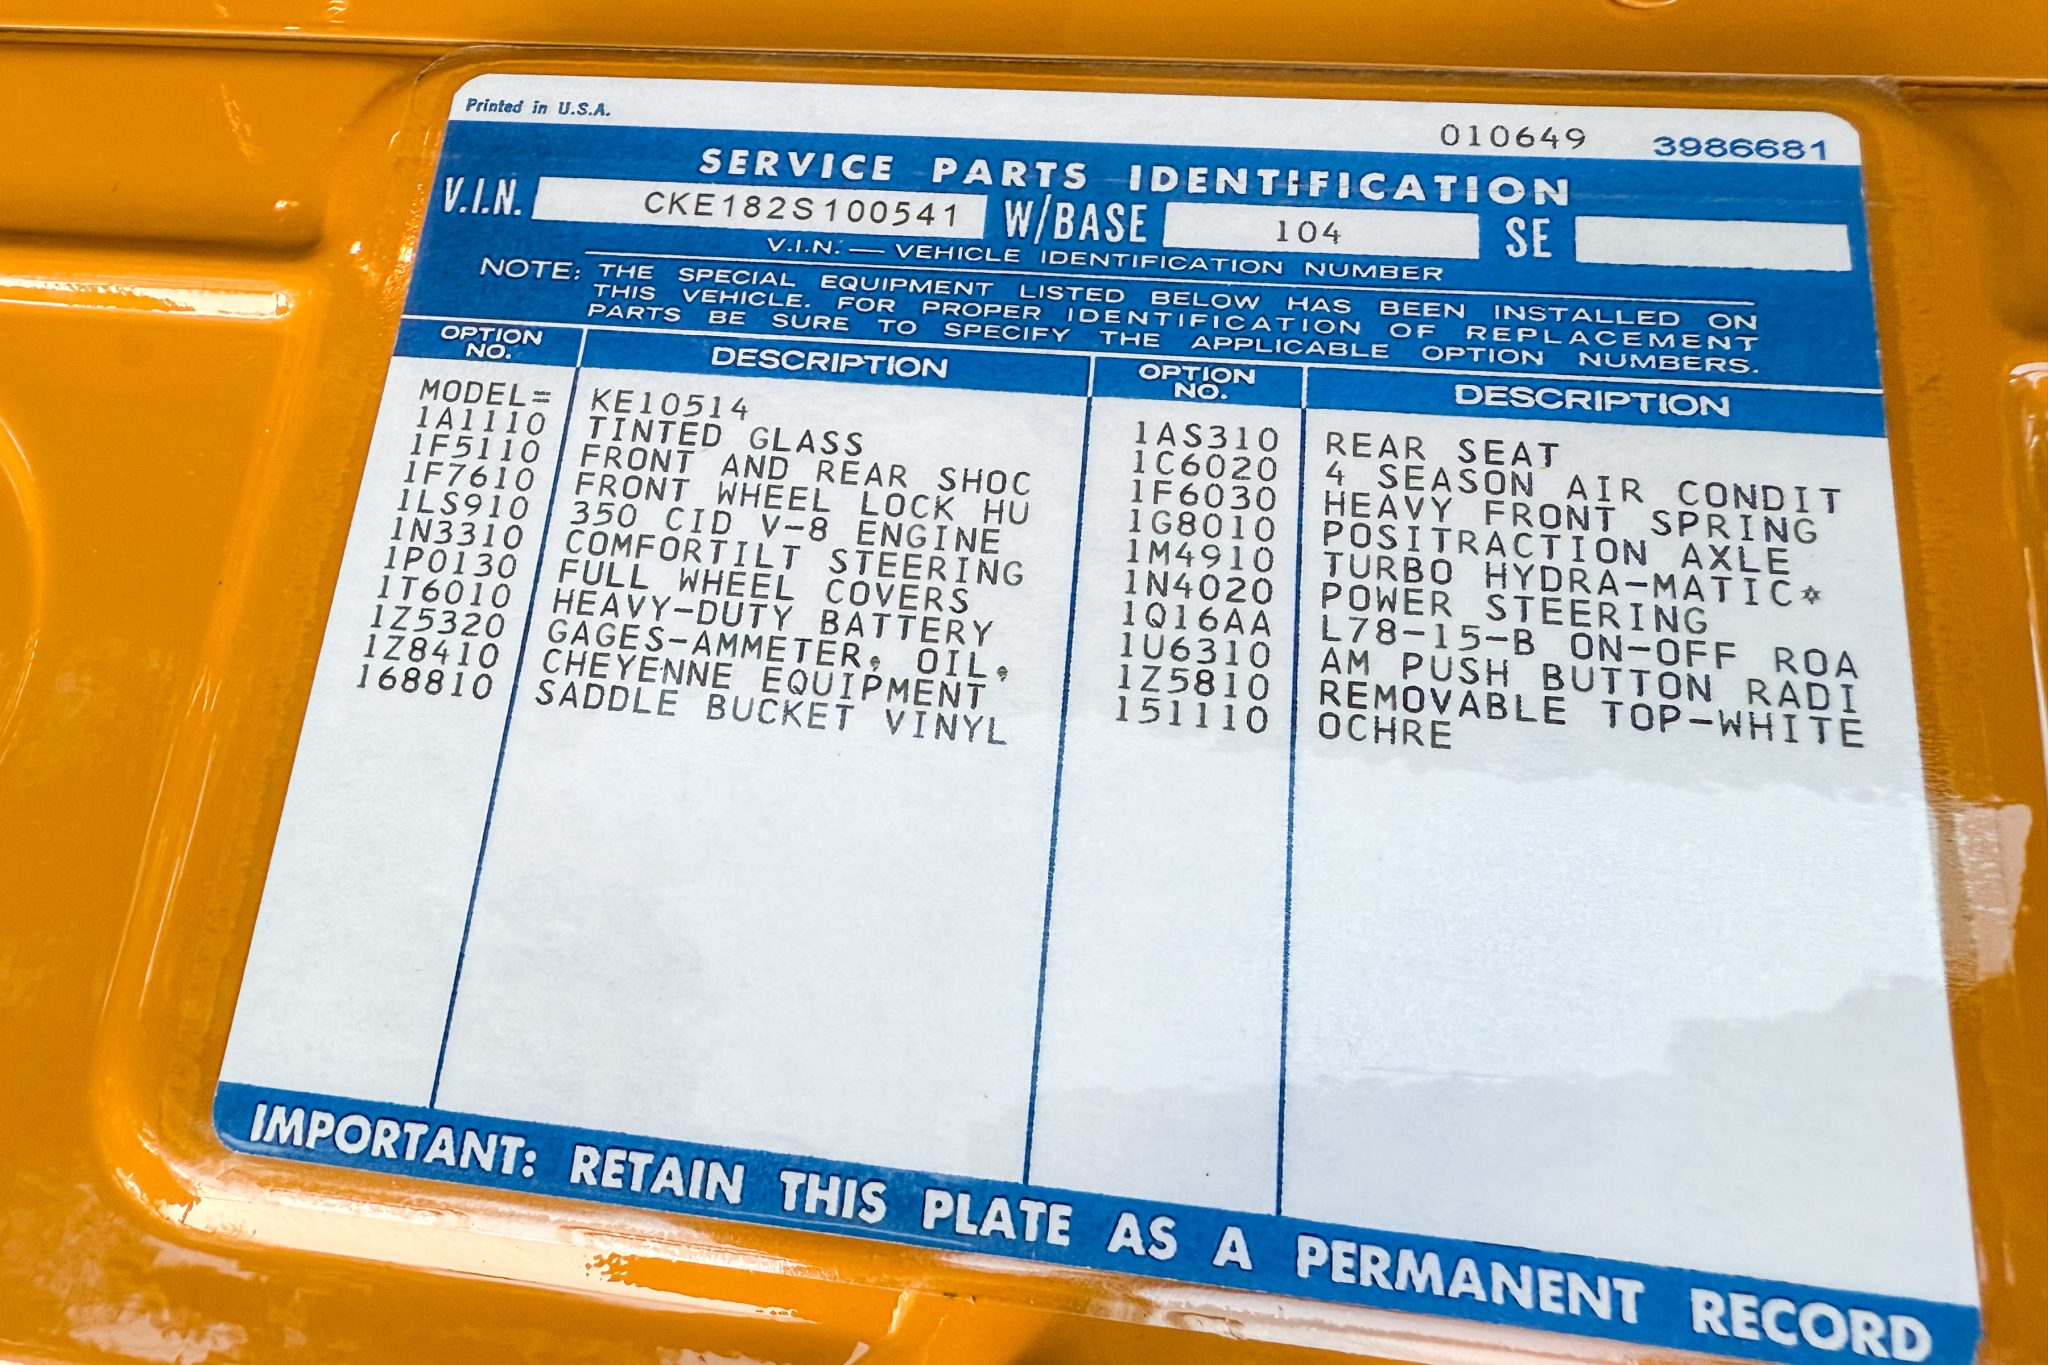 Printed in U.S.A.
010649 3986681
SERVICE PARTS IDENTIFICATION
V.I.N. CKE182S100541 W/BASE 104 SE
V.I.N. — VEHICLE IDENTIFICATION NUMBER
NOTE: THE SPECIAL EQUIPMENT LISTED BELOW HAS BEEN INSTALLED ON
THIS VEHICLE. FOR PROPER IDENTIFICATION OF REPLACEMENT
PARTS BE SURE TO SPECIFY THE APPLICABLE OPTION NUMBERS.
OPTION
NO.
DESCRIPTION
MODEL= KE10514
1A1110 TINTED GLASS
1F5110 FRONT AND REAR SHOC
1F7610 FRONT WHEEL LOCK HU
1LS910 350 CID V-8 ENGINE
1N3310 COMFORTILT STEERING
1P0130 FULL WHEEL COVERS
1T6010 HEAVY-DUTY BATTERY
1Z5320 GAGES-AMMETER, OIL,
1Z8410 CHEYENNE EQUIPMENT
168810 SADDLE BUCKET VINYL
OPTION
NO.
DESCRIPTION
1AS310 REAR SEAT
1C6020 4 SEASON AIR CONDIT
1F6030 HEAVY FRONT SPRING
1G8010 POSITRACTION AXLE
1M4910 TURBO HYDRA-MATIC*
1N4020 POWER STEERING
1Q16AA L78-15-B ON-OFF ROA
1U6310 AM PUSH BUTTON RADI
1Z5810 REMOVABLE TOP-WHITE
151110 OCHRE
IMPORTANT: RETAIN THIS PLATE AS A PERMANENT RECORD